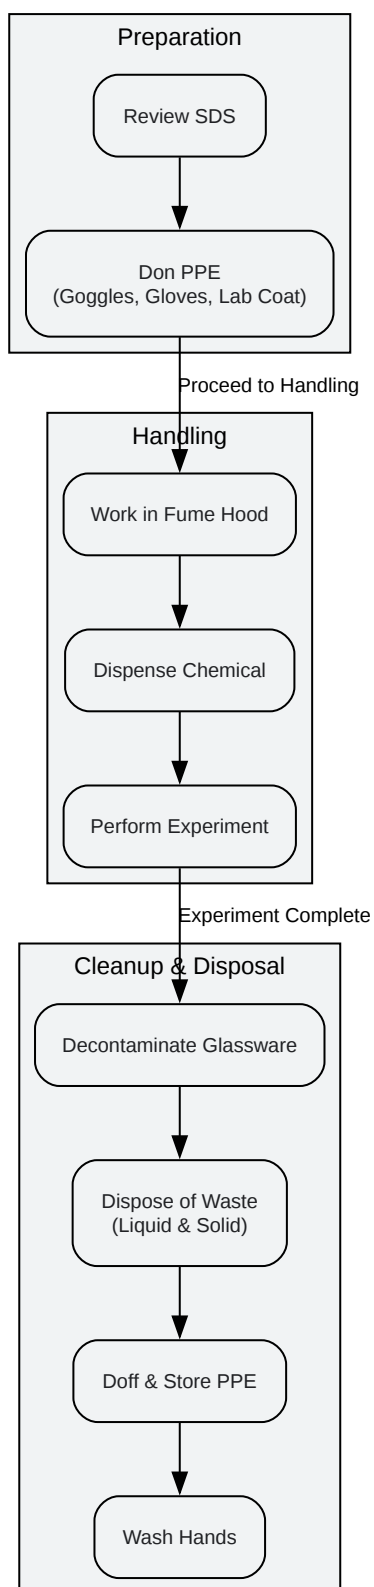 Preparation
Review SDS
Don PPE
(Goggles, Gloves, Lab Coat)
Proceed to Handling
Handling
Work in Fume Hood
Dispense Chemical
Perform Experiment
Experiment Complete
Cleanup & Disposal
Decontaminate Glassware
Dispose of Waste
(Liquid & Solid)
Doff & Store PPE
Wash Hands